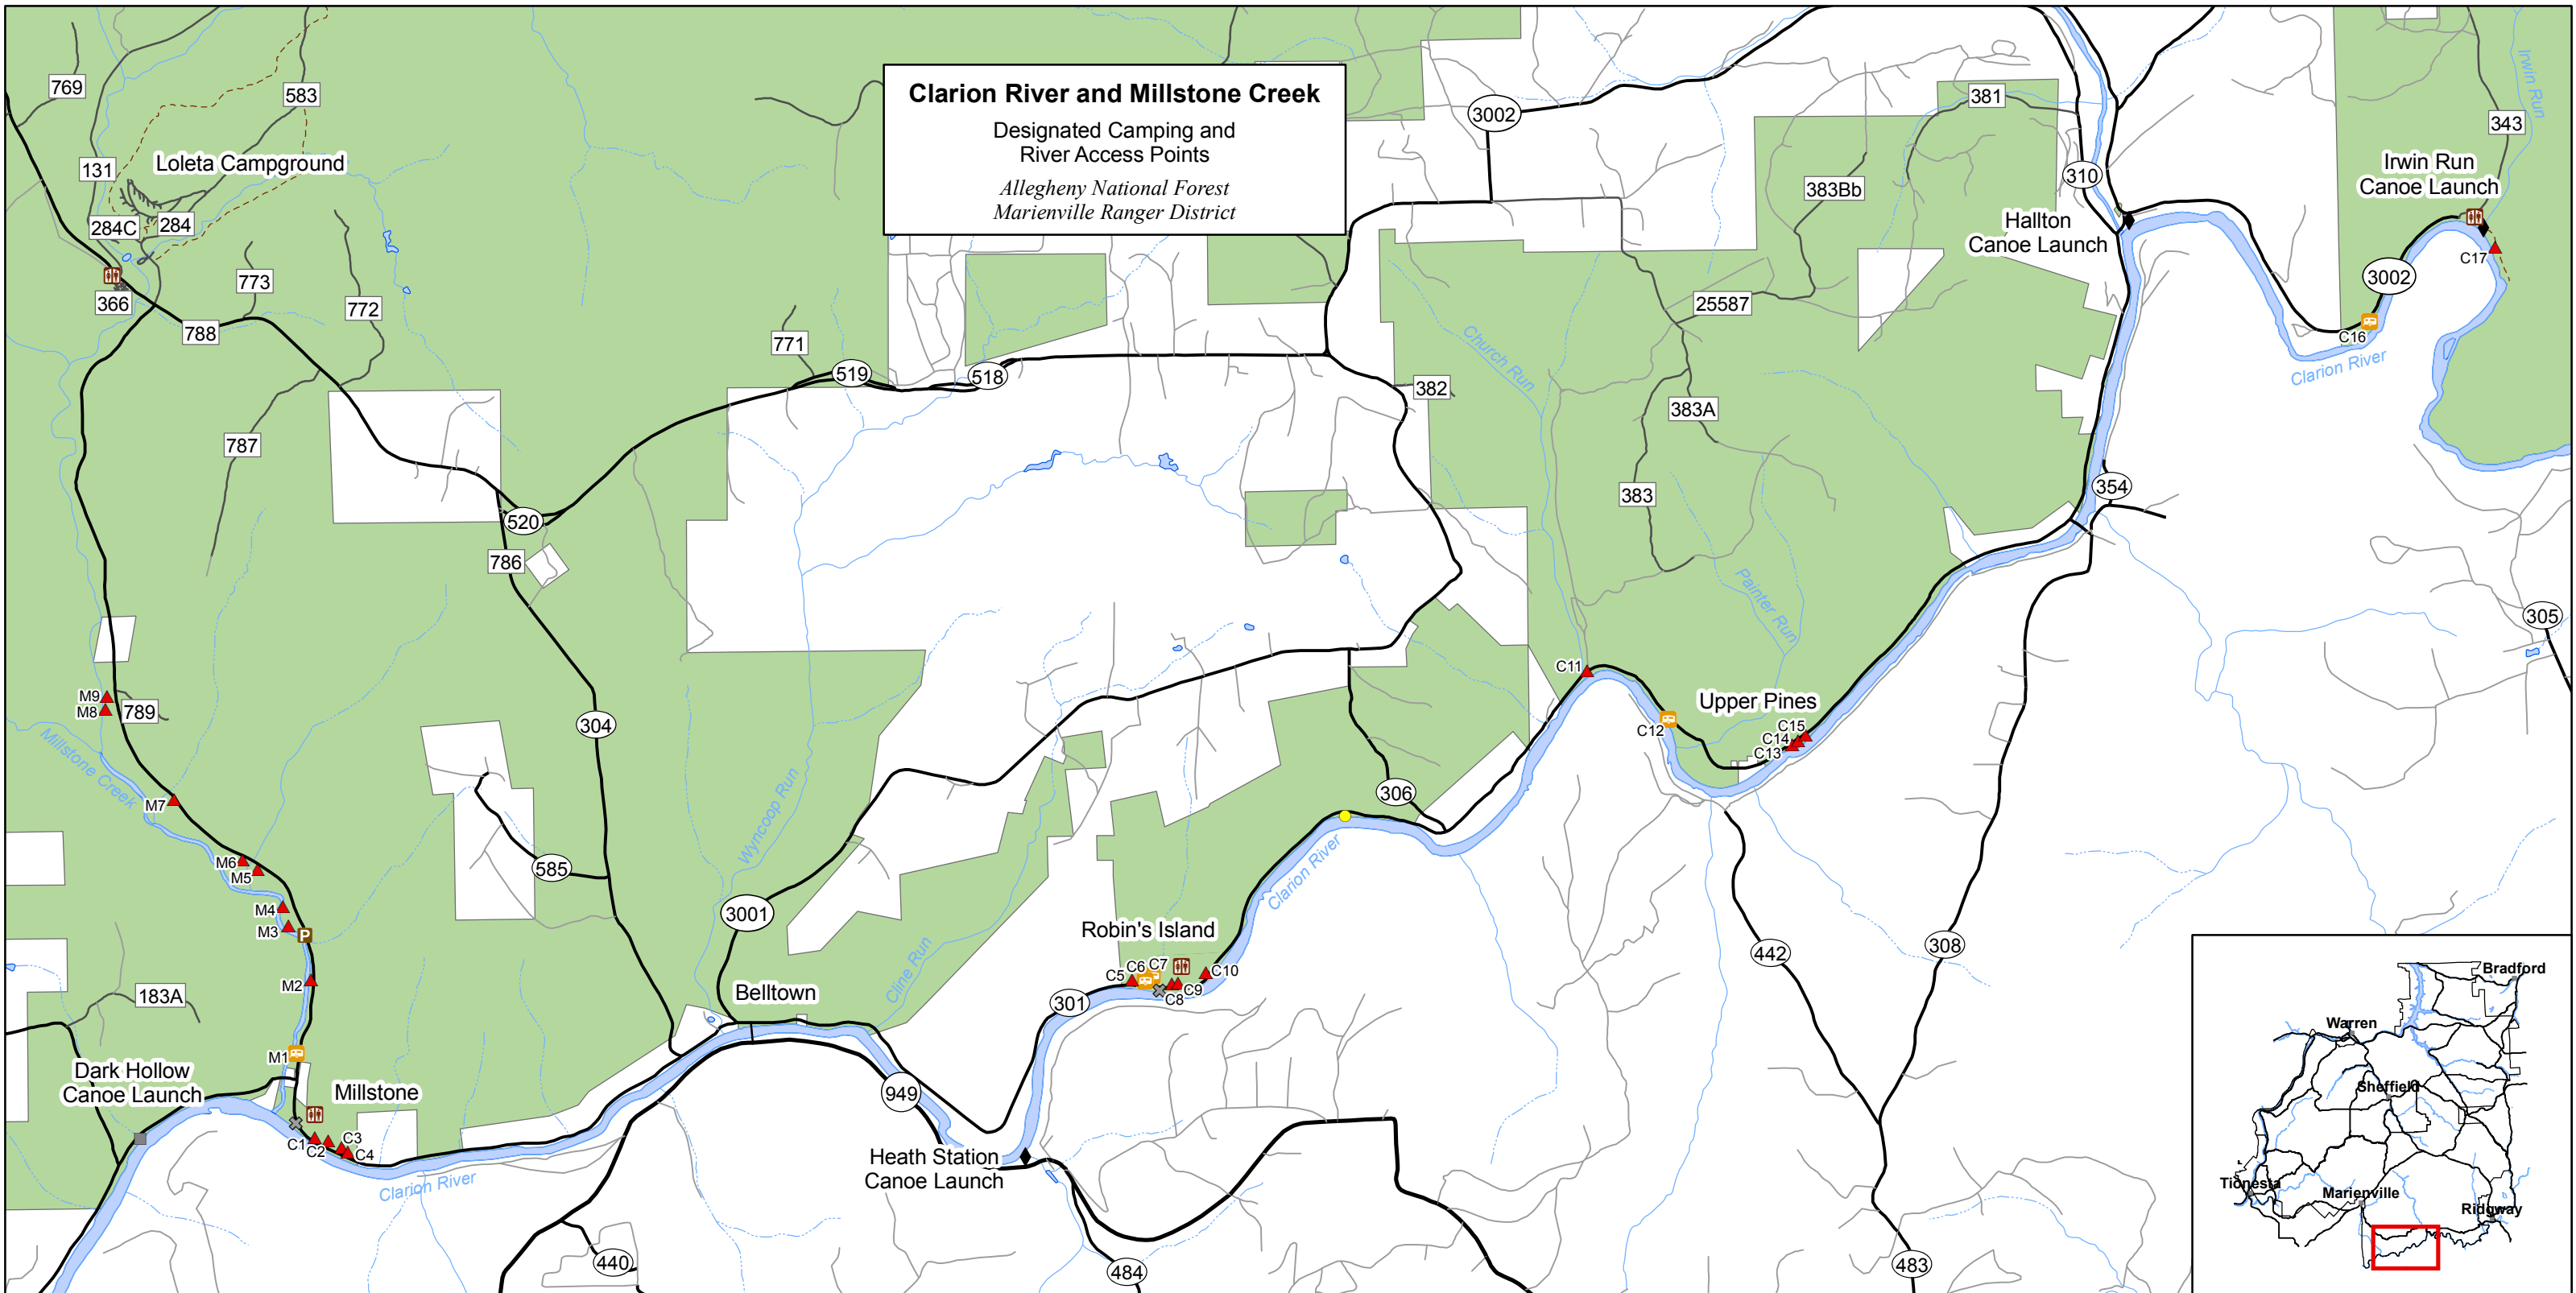 Clarion River and Millstone Creek
Designated Camping and
River Access Points
Allegheny National Forest
Marienville Ranger District
769
583
131
Loleta Campground
284C
284
366
773
772
788
787
771
519
518
520
786
3002
382
381
383Bb
310
Hallton
Canoe Launch
25587
Church Run
383A
383
Painter Run
354
343
Irwin Run
Irwin Run
Canoe Launch
C17
3002
C16
Clarion River
305
M9
M8
789
Millstone Creek
M7
M6
M5
M4
M3
P
M2
M1
183A
Dark Hollow
Canoe Launch
Millstone
C1
C2
C3
C4
Clarion River
304
585
Wyncoop Run
3001
Belltown
Cline Run
949
Heath Station
Canoe Launch
301
Robin's Island
C5
C6
C7
C8
C9
C10
Clarion River
306
C11
C12
Upper Pines
C13
C14
C15
442
308
440
484
483
Bradford
Warren
Sheffield
Tionesta
Marienville
Ridgway